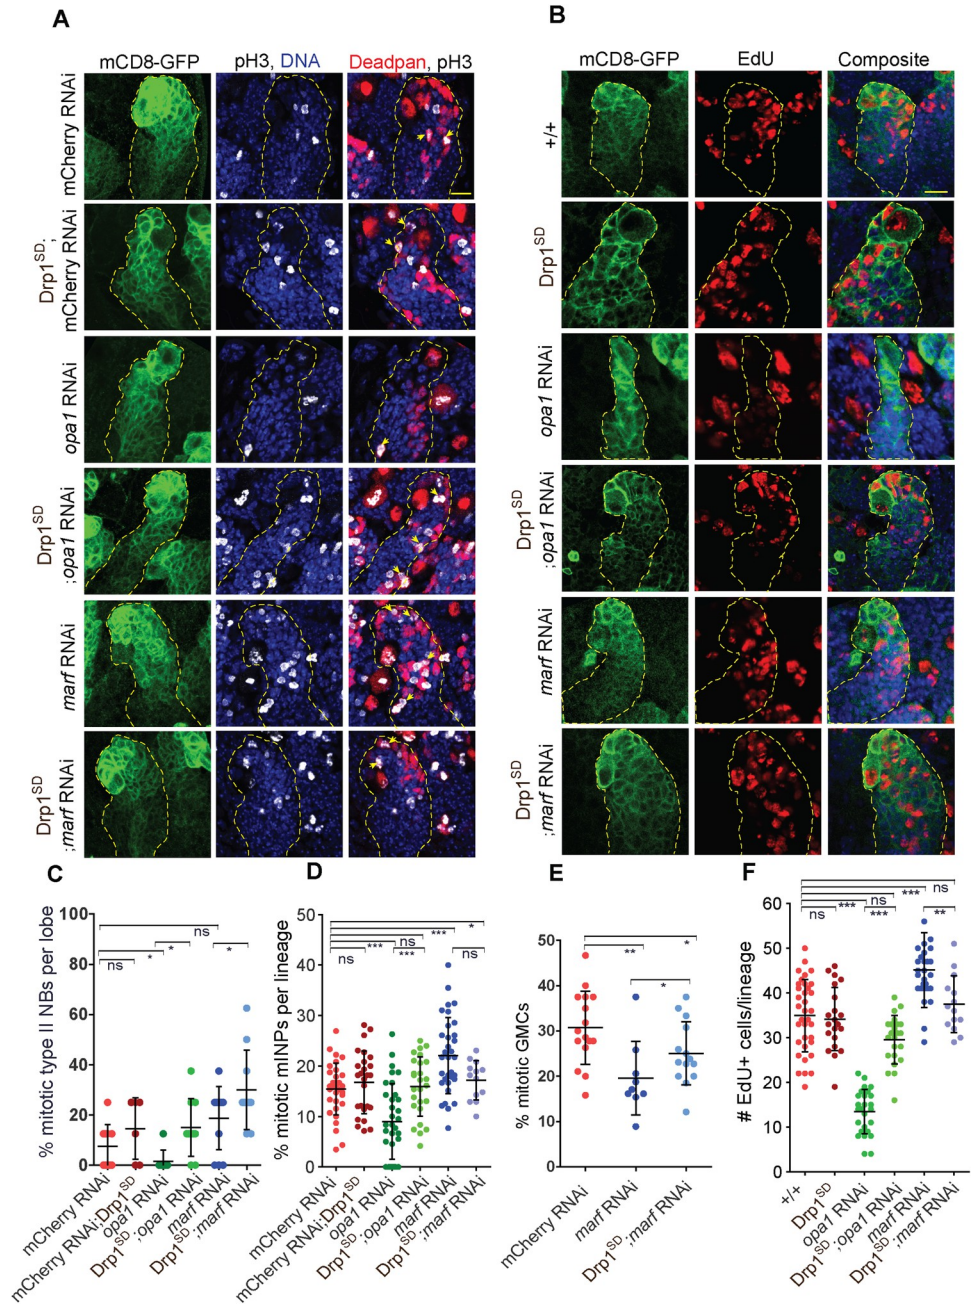 A
mCD8-GFP pH3, DNA Deadpan, pH3
mCherry RNAi
Drp1SD;
mCherry RNAi
opa1 RNAi
Drp1SD
;opa1 RNAi
marf RNAi
Drp1SD
;marf RNAi
B
mCD8-GFP EdU Composite
+/+
Drp1SD
opa1 RNAi
Drp1SD
;opa1 RNAi
marf RNAi
Drp1SD
;marf RNAi
C
% mitotic type II NBs per lobe
100
80
60
40
20
0
ns
* *
ns *
mCherry RNAi
mCherry RNAi;Drp1SD
opa1 RNAi
Drp1SD;opa1 RNAi
marf RNAi
Drp1SD;marf RNAi
D
% mitotic mINPs per lineage
50
40
30
20
10
0
*
***
ns
*** ns
ns ***
mCherry RNAi
mCherry RNAi;Drp1SD
opa1 RNAi
Drp1SD;opa1 RNAi
marf RNAi
Drp1SD;marf RNAi
E
% mitotic GMCs
50
40
30
20
10
0
*
**
*
mCherry RNAi
marf RNAi
Drp1SD;marf RNAi
F
# EdU+ cells/lineage
60
50
40
30
20
10
0
ns
***
ns
***
ns *** **
+/+
Drp1SD
opa1 RNAi
Drp1SD;opa1 RNAi
marf RNAi
Drp1SD;marf RNAi